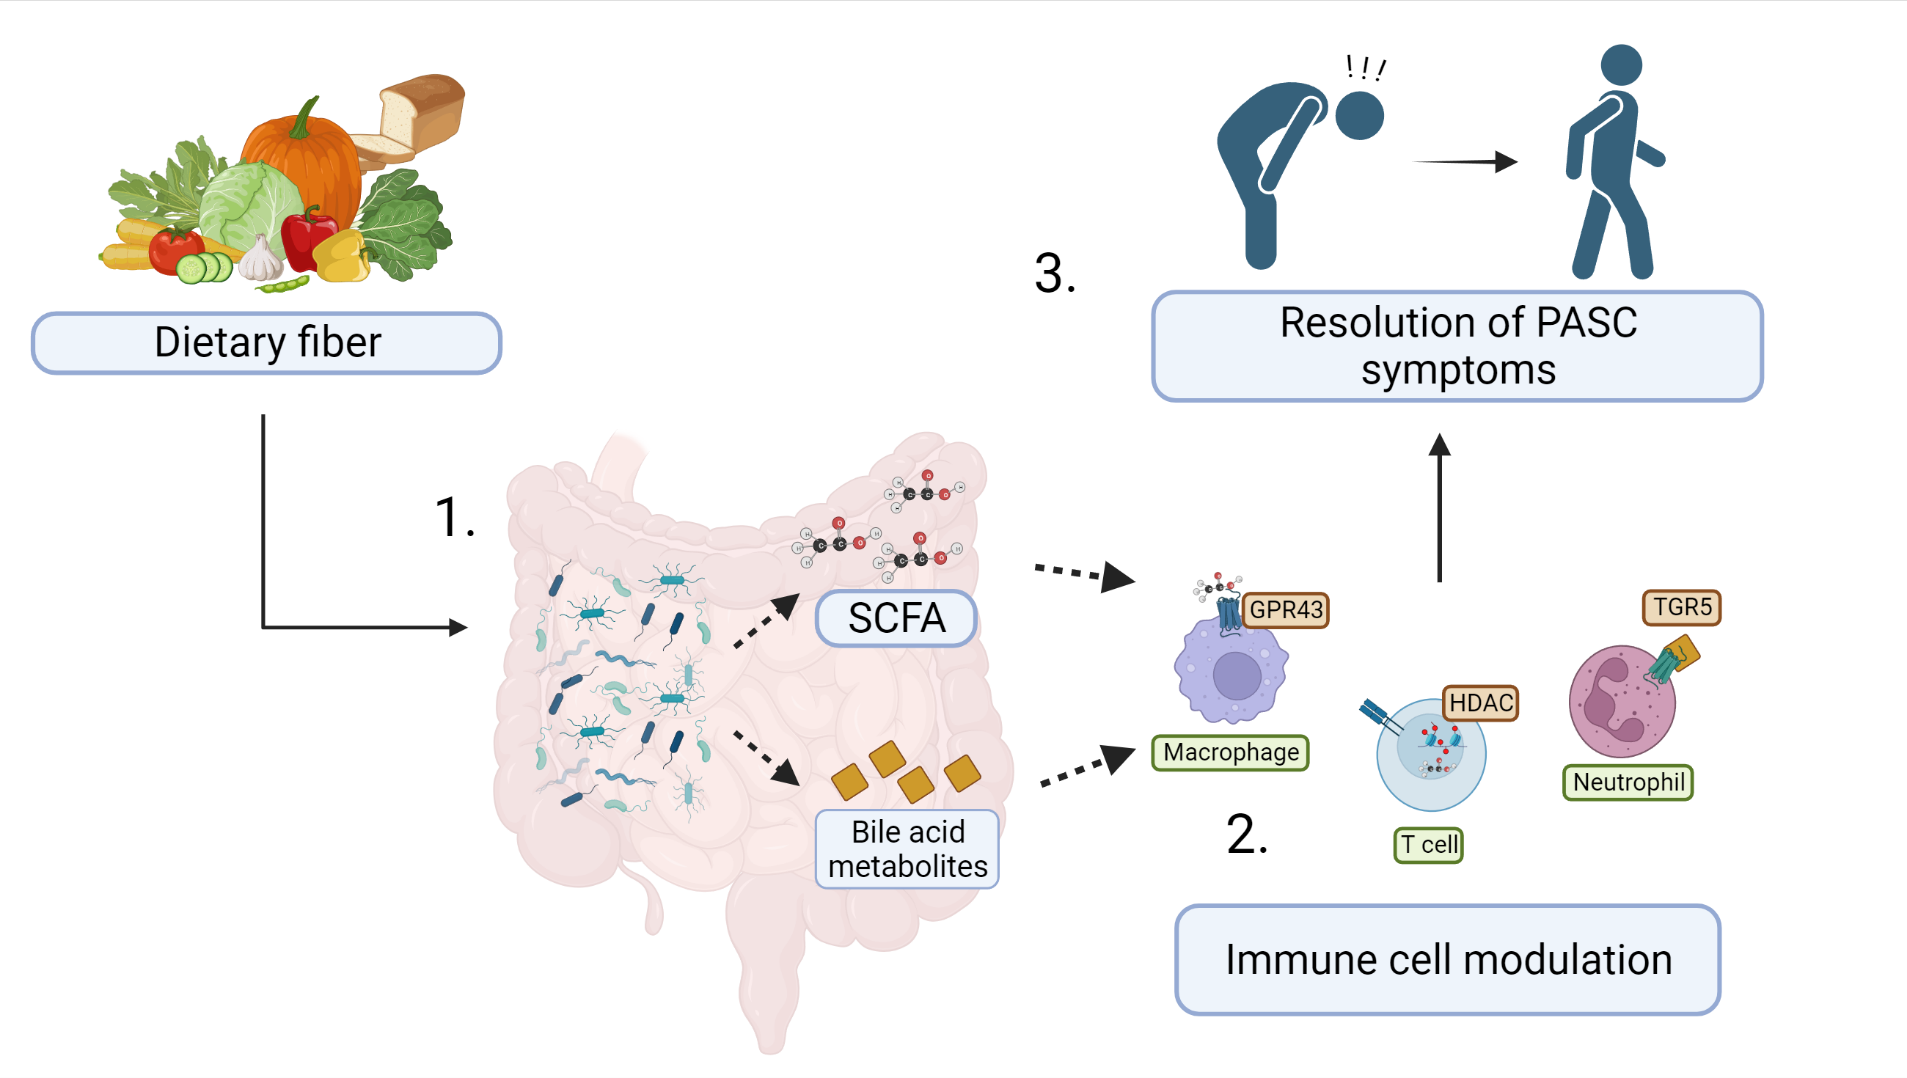 !!!
3.
Dietary fiber
Resolution of PASC
symptoms
1.
SCFA
GPR43
TGR5
HDAC
Macrophage
Neutrophil
Bile acid
metabolites
2.
T cell
Immune cell modulation